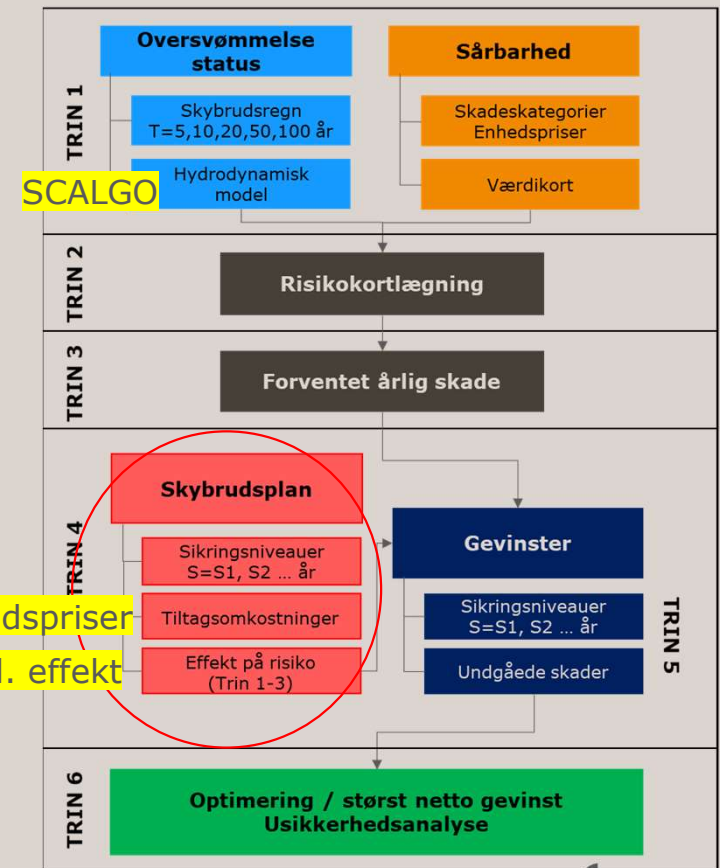 TRIN 1
Oversvømmelse
status
Skybrudsregn
T=5,10,20,50,100 år
Hydrodynamisk
model
SCALGO
Sårbarhed
Skadeskategorier
Enhedspriser
Værdikort
TRIN 2
Risikokortlægning
TRIN 3
Forventet årlig skade
TRIN 4
Skybrudsplan
Sikringsniveauer
S=S1, S2 ... år
Tiltagsomkostninger
dspriser
Effekt på risiko
(Trin 1-3)
. effekt
Gevinster
Sikringsniveauer
S=S1, S2 ... år
Undgåede skader
TRIN 5
TRIN 6
Optimering / størst netto gevinst
Usikkerhedsanalyse